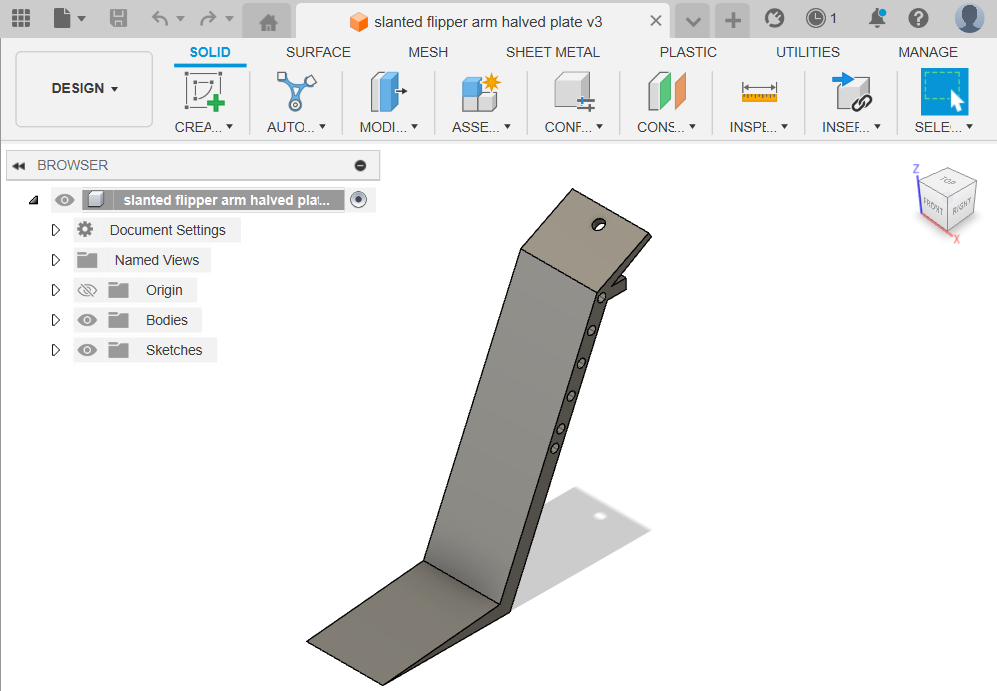 slanted flipper arm halved plate v3
1
SOLID SURFACE MESH SHEET METAL PLASTIC UTILITIES MANAGE
DESIGN
CREA... AUTO... MODI... ASSE... CONF... CONS... INSPE... INSER... SELE...
BROWSER
slanted flipper arm halved pla...
Document Settings
Named Views
Origin
Bodies
Sketches
Z
TOP
FRONT RIGHT
X